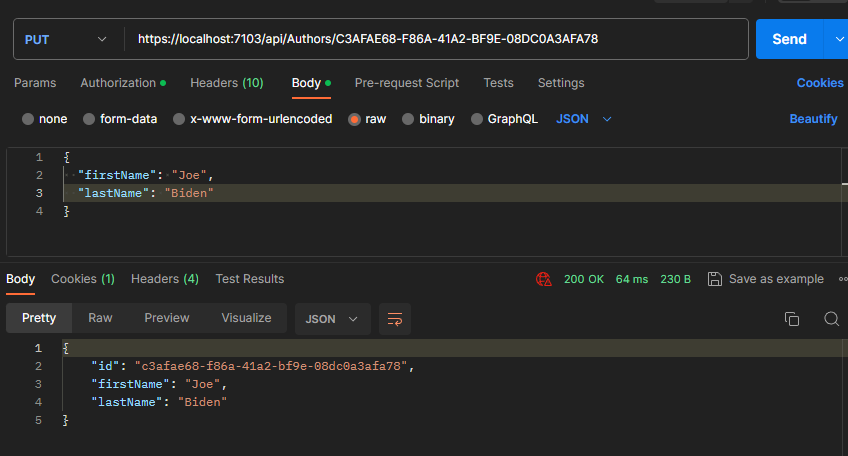 PUT https://localhost:7103/api/Authors/C3AFAE68-F86A-41A2-BF9E-08DC0A3AFA78 Send
Params Authorization Headers (10) Body Pre-request Script Tests Settings Cookies
none form-data x-www-form-urlencoded raw binary GraphQL JSON Beautify
1 {
2 "firstName": "Joe",
3 "lastName": "Biden"
4 }
Body Cookies (1) Headers (4) Test Results 200 OK 64 ms 230 B Save as example
Pretty Raw Preview Visualize JSON
1 {
2 "id": "c3afae68-f86a-41a2-bf9e-08dc0a3afa78",
3 "firstName": "Joe",
4 "lastName": "Biden"
5 }